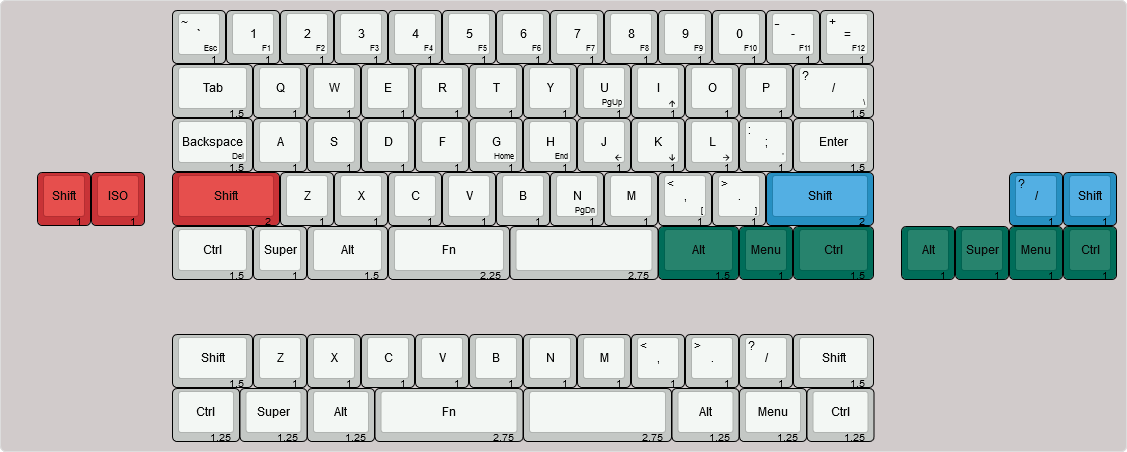 ~ ` Esc 1 1 F1 1 2 F2 1 3 F3 1 4 F4 1 5 F5 1 6 F6 1 7 F7 1 8 F8 1 9 F9 1 0 F10 1 _ - F11 1 + = F12 1
Tab 1.5 Q 1 W 1 E 1 R 1 T 1 Y 1 U PgUp 1 I ↑ 1 O 1 P 1 ? / \ 1.5
Backspace Del 1.5 A 1 S 1 D 1 F 1 G Home 1 H End 1 J ← 1 K ↓ 1 L → 1 : ; ' 1 Enter 1.5
Shift 1 ISO 1 Shift 2 Z 1 X 1 C 1 V 1 B 1 N PgDn 1 M 1 < , [ 1 > . ] 1 Shift 2 ? / 1 Shift 1
Ctrl 1.5 Super 1 Alt 1.5 Fn 2.25 2.75 Alt 1.5 Menu 1 Ctrl 1.5 Alt 1 Super 1 Menu 1 Ctrl 1
Shift 1.5 Z 1 X 1 C 1 V 1 B 1 N 1 M 1 < , 1 > . 1 ? / 1 Shift 1.5
Ctrl 1.25 Super 1.25 Alt 1.25 Fn 2.75 2.75 Alt 1.25 Menu 1.25 Ctrl 1.25